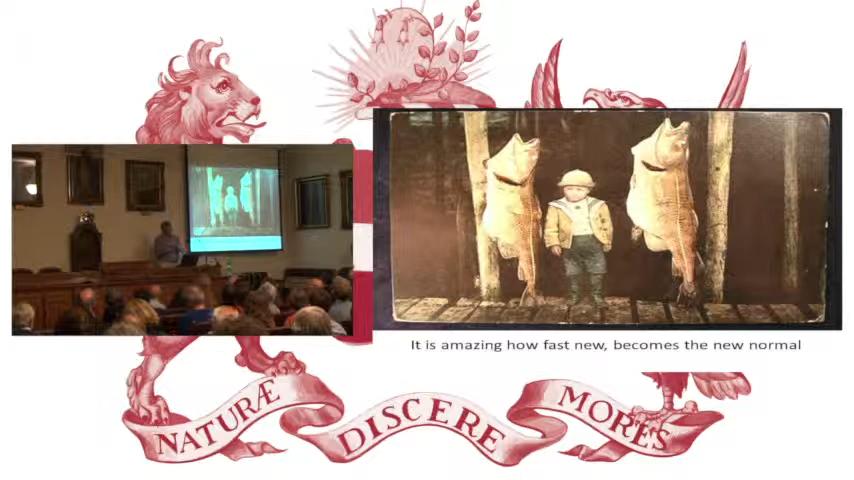 It is amazing how fast new, becomes the new normal
NATURÆ DISCERE MORES